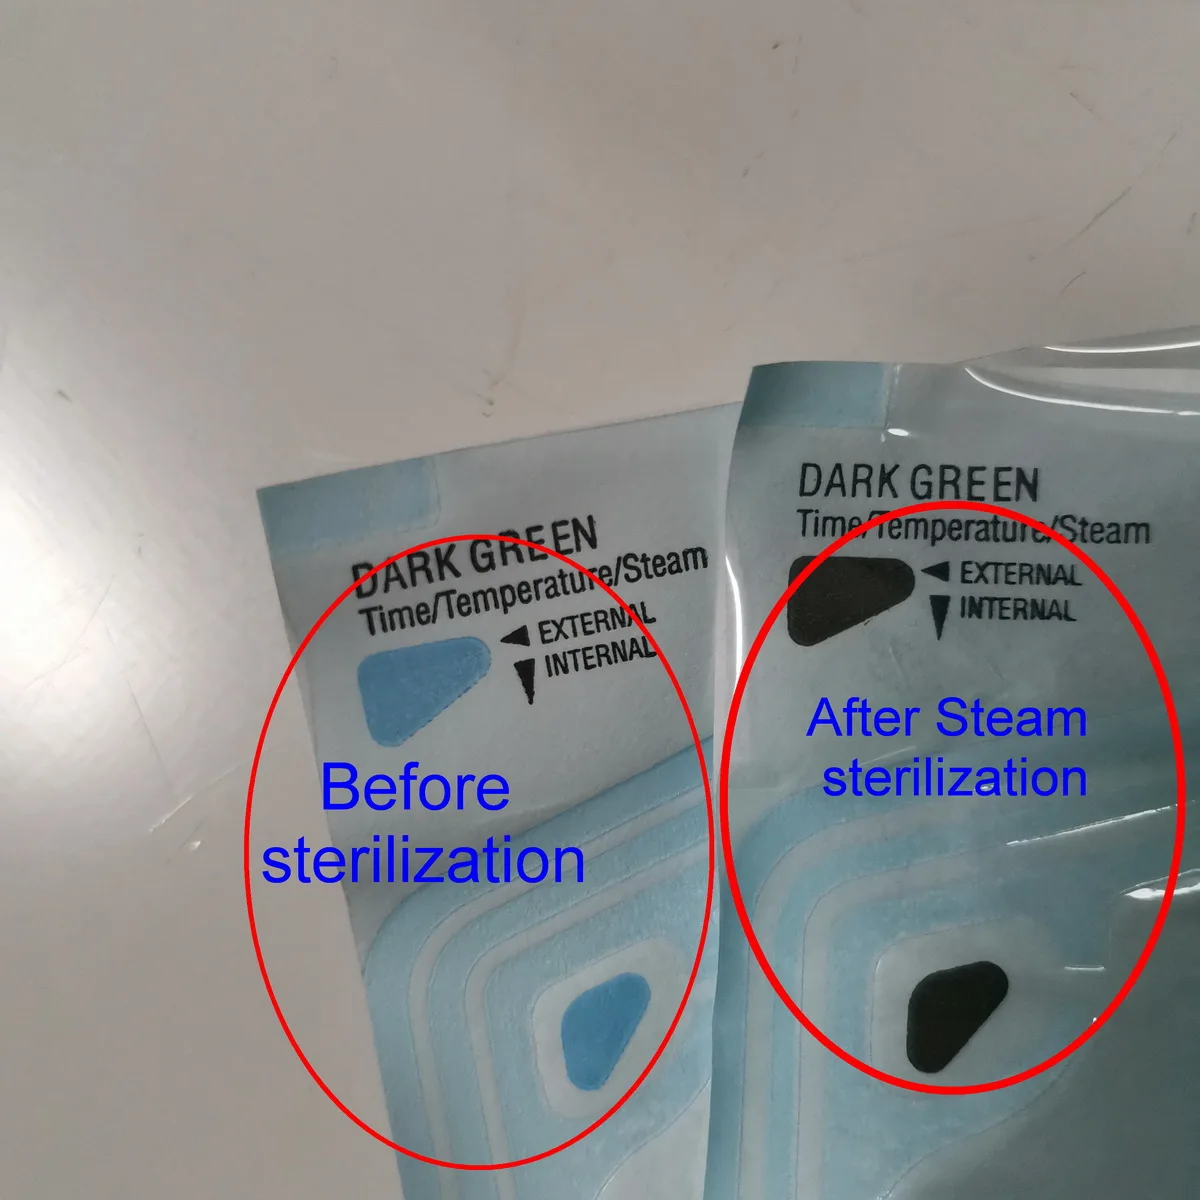 DARK GREEN
Time/Temperature/Steam
EXTERNAL
INTERNAL
Before
sterilization
DARK GREEN
Time/Temperature/Steam
EXTERNAL
INTERNAL
After Steam
sterilization